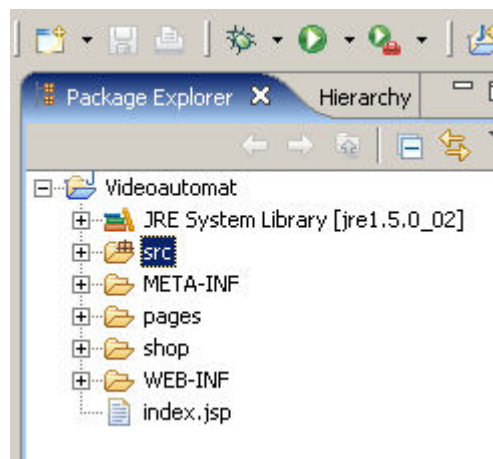 Package Explorer Hierarchy
Videoautomat
JRE System Library [jre1.5.0_02]
src
META-INF
pages
shop
WEB-INF
index.jsp